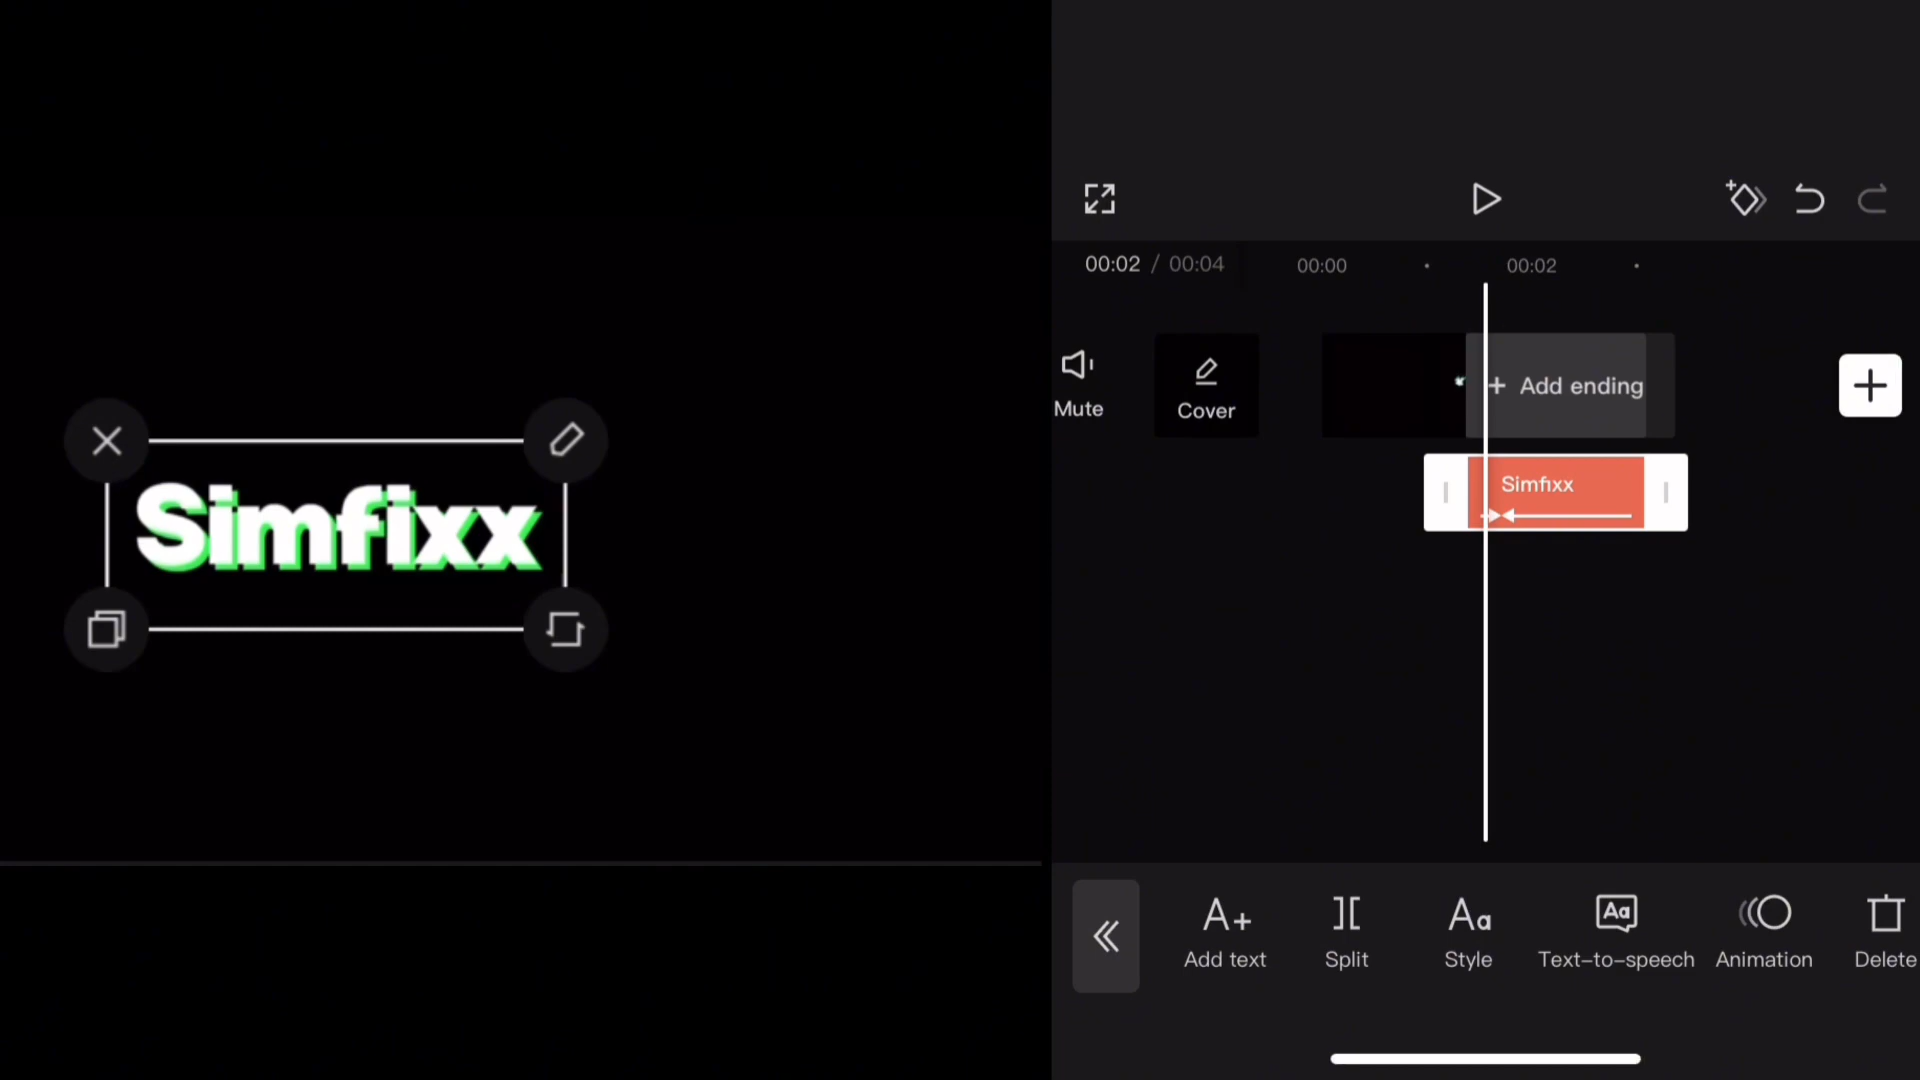 Simfixx
00:02 / 00:04
00:00
00:02
Mute
Cover
+ Add ending
Simfixx
Add text
Split
Style
Text-to-speech
Animation
Delete